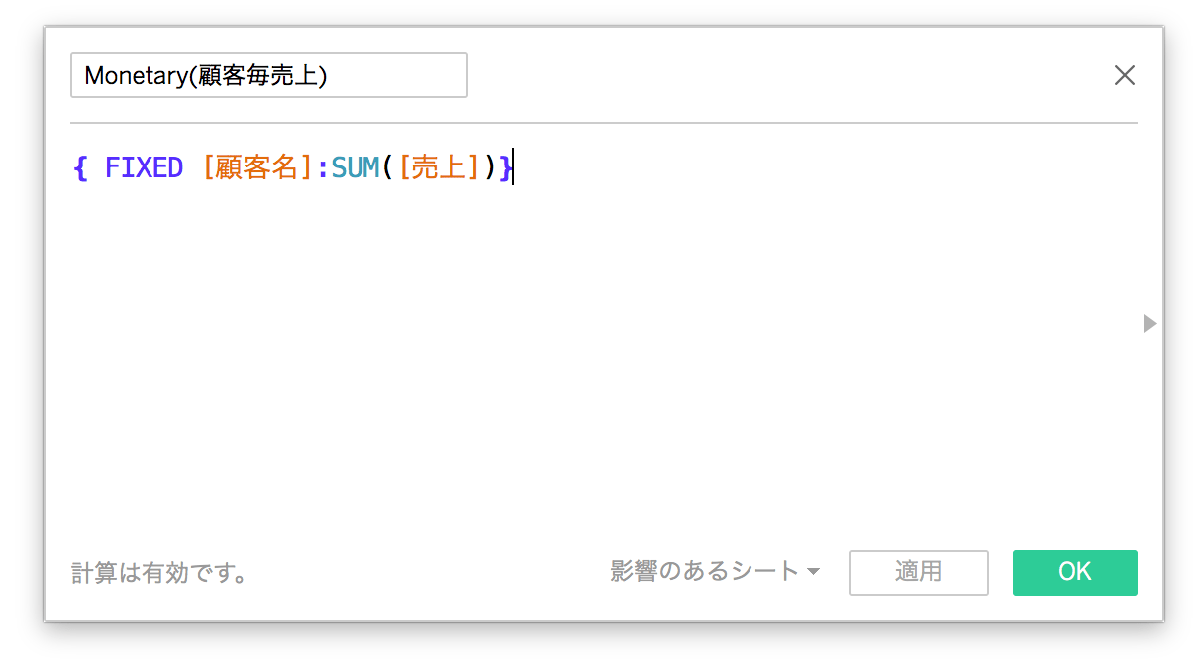 Monetary(顧客毎売上)
{ FIXED [顧客名]:SUM([売上])}
計算は有効です。
影響のあるシート
適用
OK